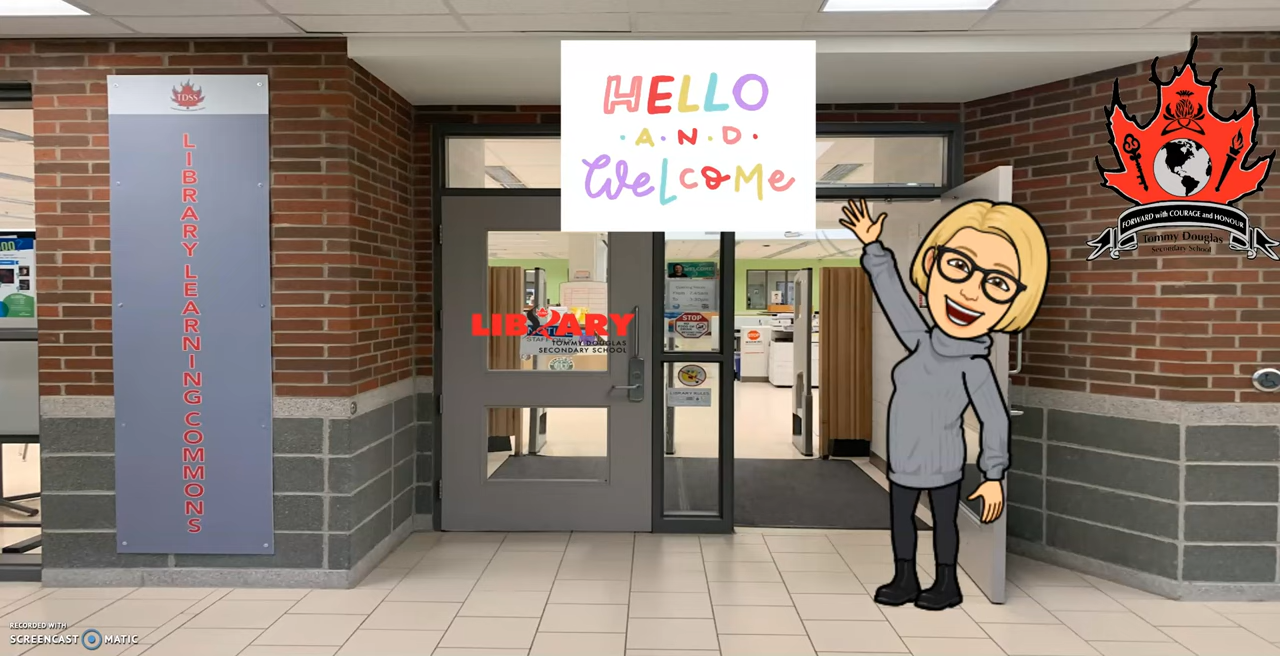 TDSS
LIBRARY LEARNING COMMONS
HELLO
·A·N·D·
Welcome
LIBRARY
TOMMY DOUGLAS
SECONDARY SCHOOL
WELCOME
STOP
LIBRARY RULES
FORWARD with COURAGE and HONOUR
Tommy Douglas
Secondary School
RECORDED WITH
SCREENCAST MATIC